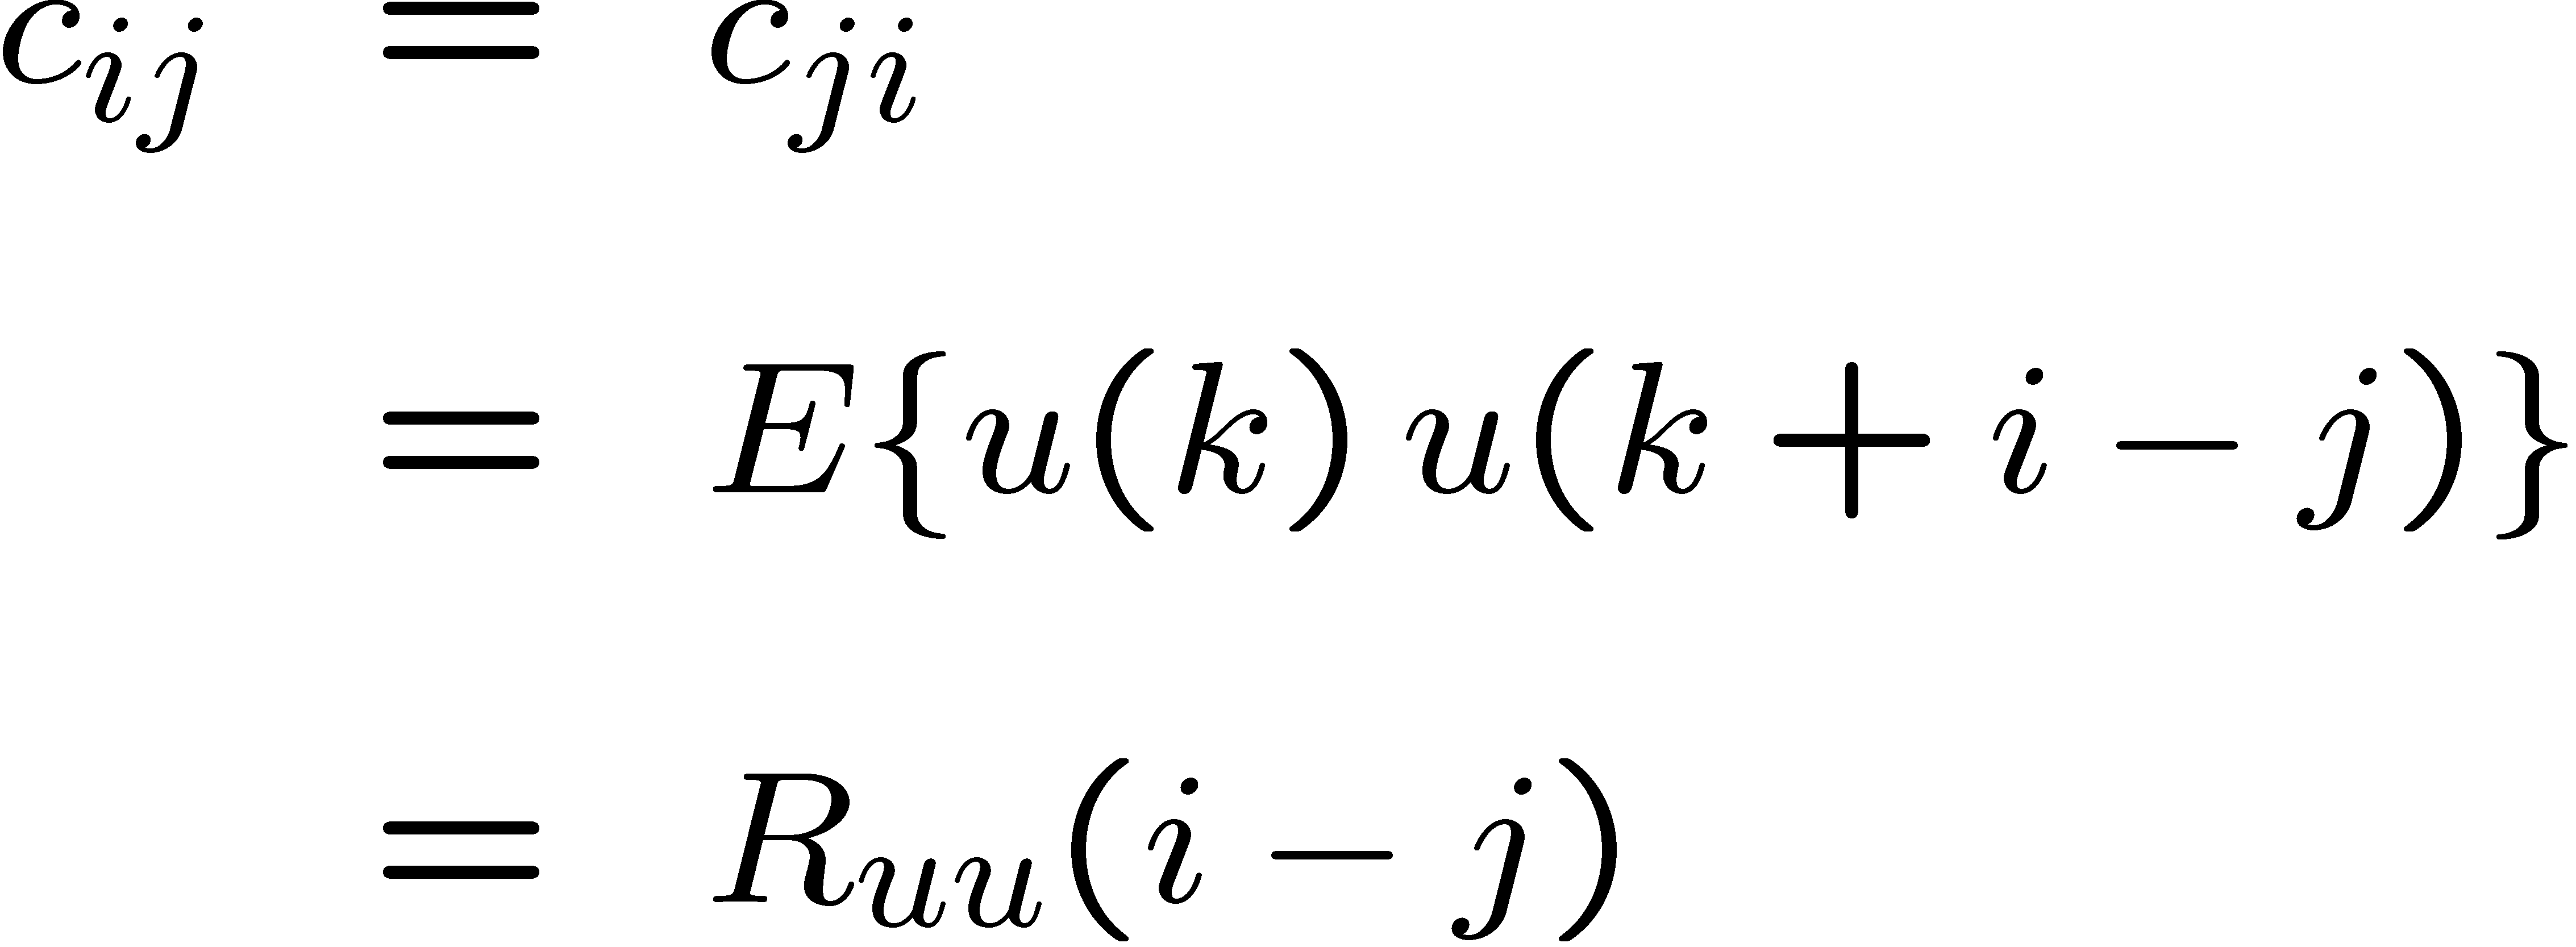 c_{ij} = c_{ji}
= E{u(k) u(k + i − j)}
= R_{uu}(i − j)